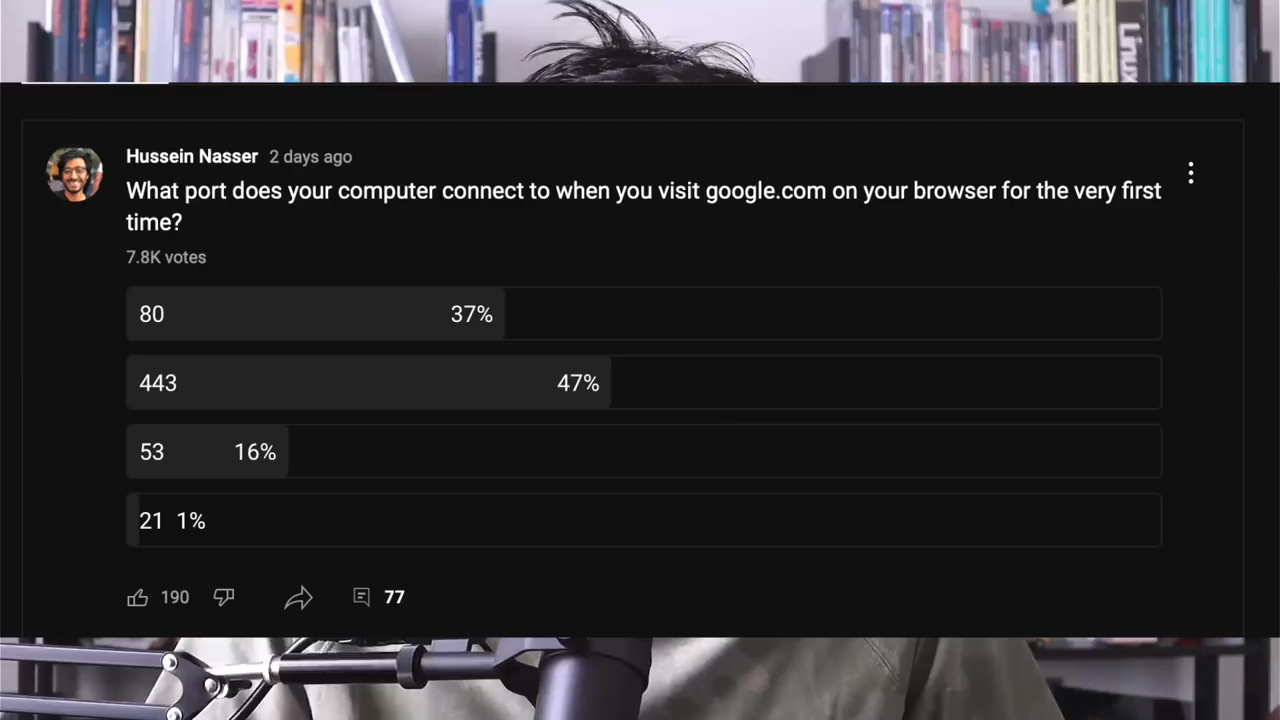 Linux
Hussein Nasser 2 days ago
What port does your computer connect to when you visit google.com on your browser for the very first
time?
7.8K votes
80 37%
443 47%
53 16%
21 1%
190 77